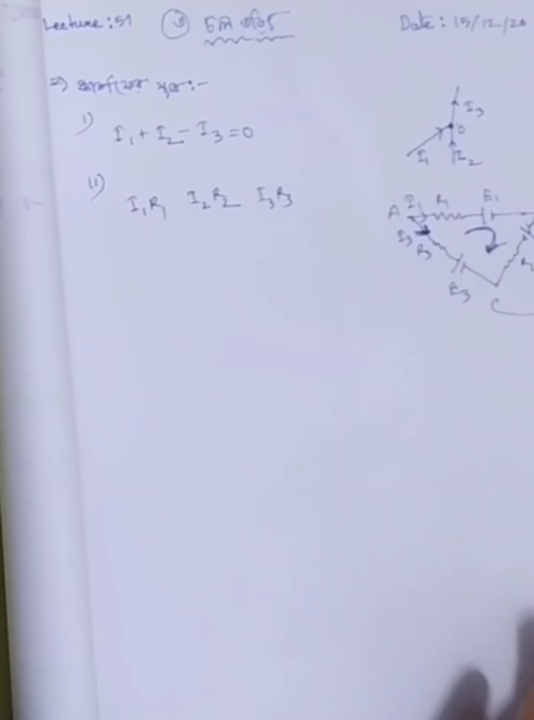 Lecture: 51 ৩ চল তড়িৎ Date: 15/12/20
⇒ কার্শফের সূত্র:-
i) I₁ + I₂ - I₃ = 0
I₃
O
I₁ I₂
ii) I₁R₁ I₂R₂ I₃R₃
A I₁ R₁ E₁
I₃
R₃
E₃ C